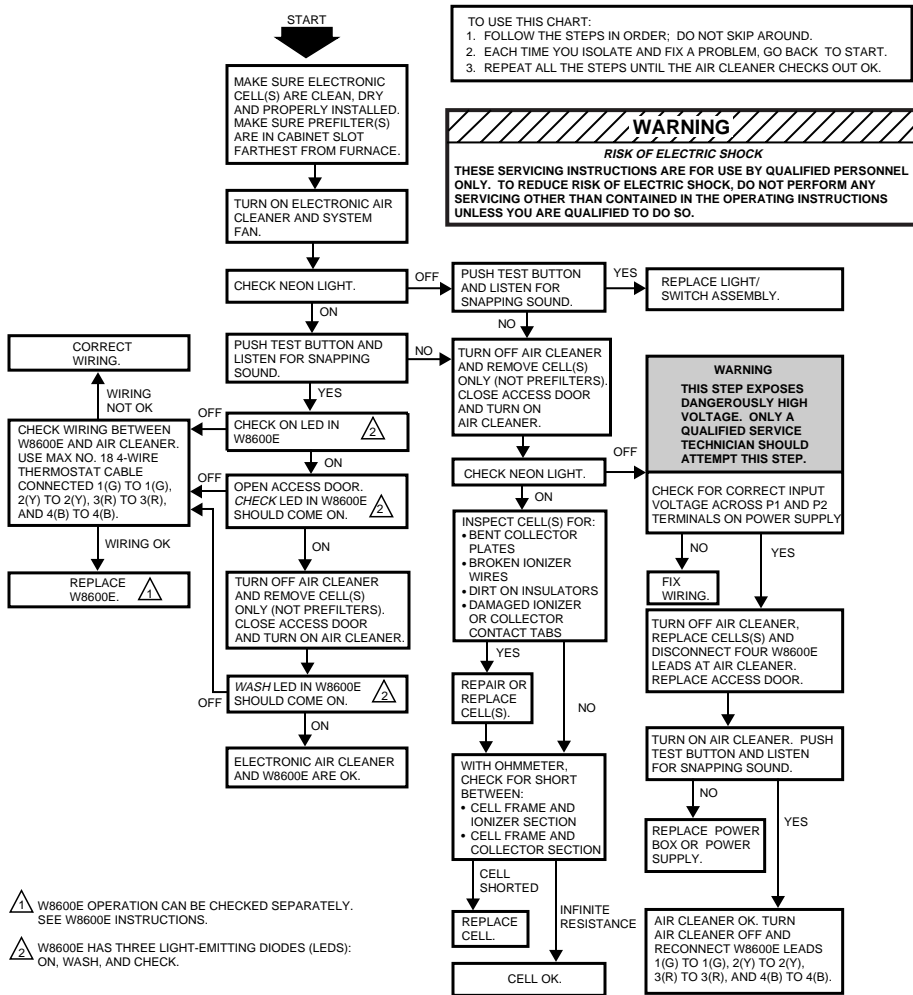 START
TO USE THIS CHART:
1. FOLLOW THE STEPS IN ORDER; DO NOT SKIP AROUND.
2. EACH TIME YOU ISOLATE AND FIX A PROBLEM, GO BACK TO START.
3. REPEAT ALL THE STEPS UNTIL THE AIR CLEANER CHECKS OUT OK.
WARNING
RISK OF ELECTRIC SHOCK
THESE SERVICING INSTRUCTIONS ARE FOR USE BY QUALIFIED PERSONNEL
ONLY. TO REDUCE RISK OF ELECTRIC SHOCK, DO NOT PERFORM ANY
SERVICING OTHER THAN CONTAINED IN THE OPERATING INSTRUCTIONS
UNLESS YOU ARE QUALIFIED TO DO SO.
MAKE SURE ELECTRONIC
CELL(S) ARE CLEAN, DRY
AND PROPERLY INSTALLED.
MAKE SURE PREFILTER(S)
ARE IN CABINET SLOT
FARTHEST FROM FURNACE.
TURN ON ELECTRONIC AIR
CLEANER AND SYSTEM
FAN.
CHECK NEON LIGHT.
OFF
PUSH TEST BUTTON
AND LISTEN FOR
SNAPPING SOUND.
YES
REPLACE LIGHT/
SWITCH ASSEMBLY.
ON
NO
PUSH TEST BUTTON AND
LISTEN FOR SNAPPING
SOUND.
NO
TURN OFF AIR CLEANER
AND REMOVE CELL(S)
ONLY (NOT PREFILTERS).
CLOSE ACCESS DOOR
AND TURN ON
AIR CLEANER.
YES
CORRECT
WIRING.
WIRING
NOT OK
CHECK WIRING BETWEEN
W8600E AND AIR CLEANER.
USE MAX NO. 18 4-WIRE
THERMOSTAT CABLE
CONNECTED 1(G) TO 1(G),
2(Y) TO 2(Y), 3(R) TO 3(R),
AND 4(B) TO 4(B).
WIRING OK
REPLACE
W8600E. 1
OFF
CHECK ON LED IN
W8600E 2
ON
OFF
OPEN ACCESS DOOR.
CHECK LED IN W8600E
SHOULD COME ON. 2
ON
TURN OFF AIR CLEANER
AND REMOVE CELL(S)
ONLY (NOT PREFILTERS).
CLOSE ACCESS DOOR
AND TURN ON AIR CLEANER.
OFF
WASH LED IN W8600E
SHOULD COME ON. 2
ON
ELECTRONIC AIR CLEANER
AND W8600E ARE OK.
CHECK NEON LIGHT.
OFF
ON
INSPECT CELL(S) FOR:
• BENT COLLECTOR
PLATES
• BROKEN IONIZER
WIRES
• DIRT ON INSULATORS
• DAMAGED IONIZER
OR COLLECTOR
CONTACT TABS
YES
REPAIR OR
REPLACE
CELL(S).
NO
WITH OHMMETER,
CHECK FOR SHORT
BETWEEN:
• CELL FRAME AND
IONIZER SECTION
• CELL FRAME AND
COLLECTOR SECTION
CELL
SHORTED
REPLACE
CELL.
INFINITE
RESISTANCE
CELL OK.
WARNING
THIS STEP EXPOSES
DANGEROUSLY HIGH
VOLTAGE. ONLY A
QUALIFIED SERVICE
TECHNICIAN SHOULD
ATTEMPT THIS STEP.
CHECK FOR CORRECT INPUT
VOLTAGE ACROSS P1 AND P2
TERMINALS ON POWER SUPPLY
NO
FIX
WIRING.
YES
TURN OFF AIR CLEANER,
REPLACE CELLS(S) AND
DISCONNECT FOUR W8600E
LEADS AT AIR CLEANER.
REPLACE ACCESS DOOR.
TURN ON AIR CLEANER. PUSH
TEST BUTTON AND LISTEN
FOR SNAPPING SOUND.
NO
REPLACE POWER
BOX OR POWER
SUPPLY.
YES
AIR CLEANER OK. TURN
AIR CLEANER OFF AND
RECONNECT W8600E LEADS
1(G) TO 1(G), 2(Y) TO 2(Y),
3(R) TO 3(R), AND 4(B) TO 4(B).
1 W8600E OPERATION CAN BE CHECKED SEPARATELY.
SEE W8600E INSTRUCTIONS.
2 W8600E HAS THREE LIGHT-EMITTING DIODES (LEDS):
ON, WASH, AND CHECK.